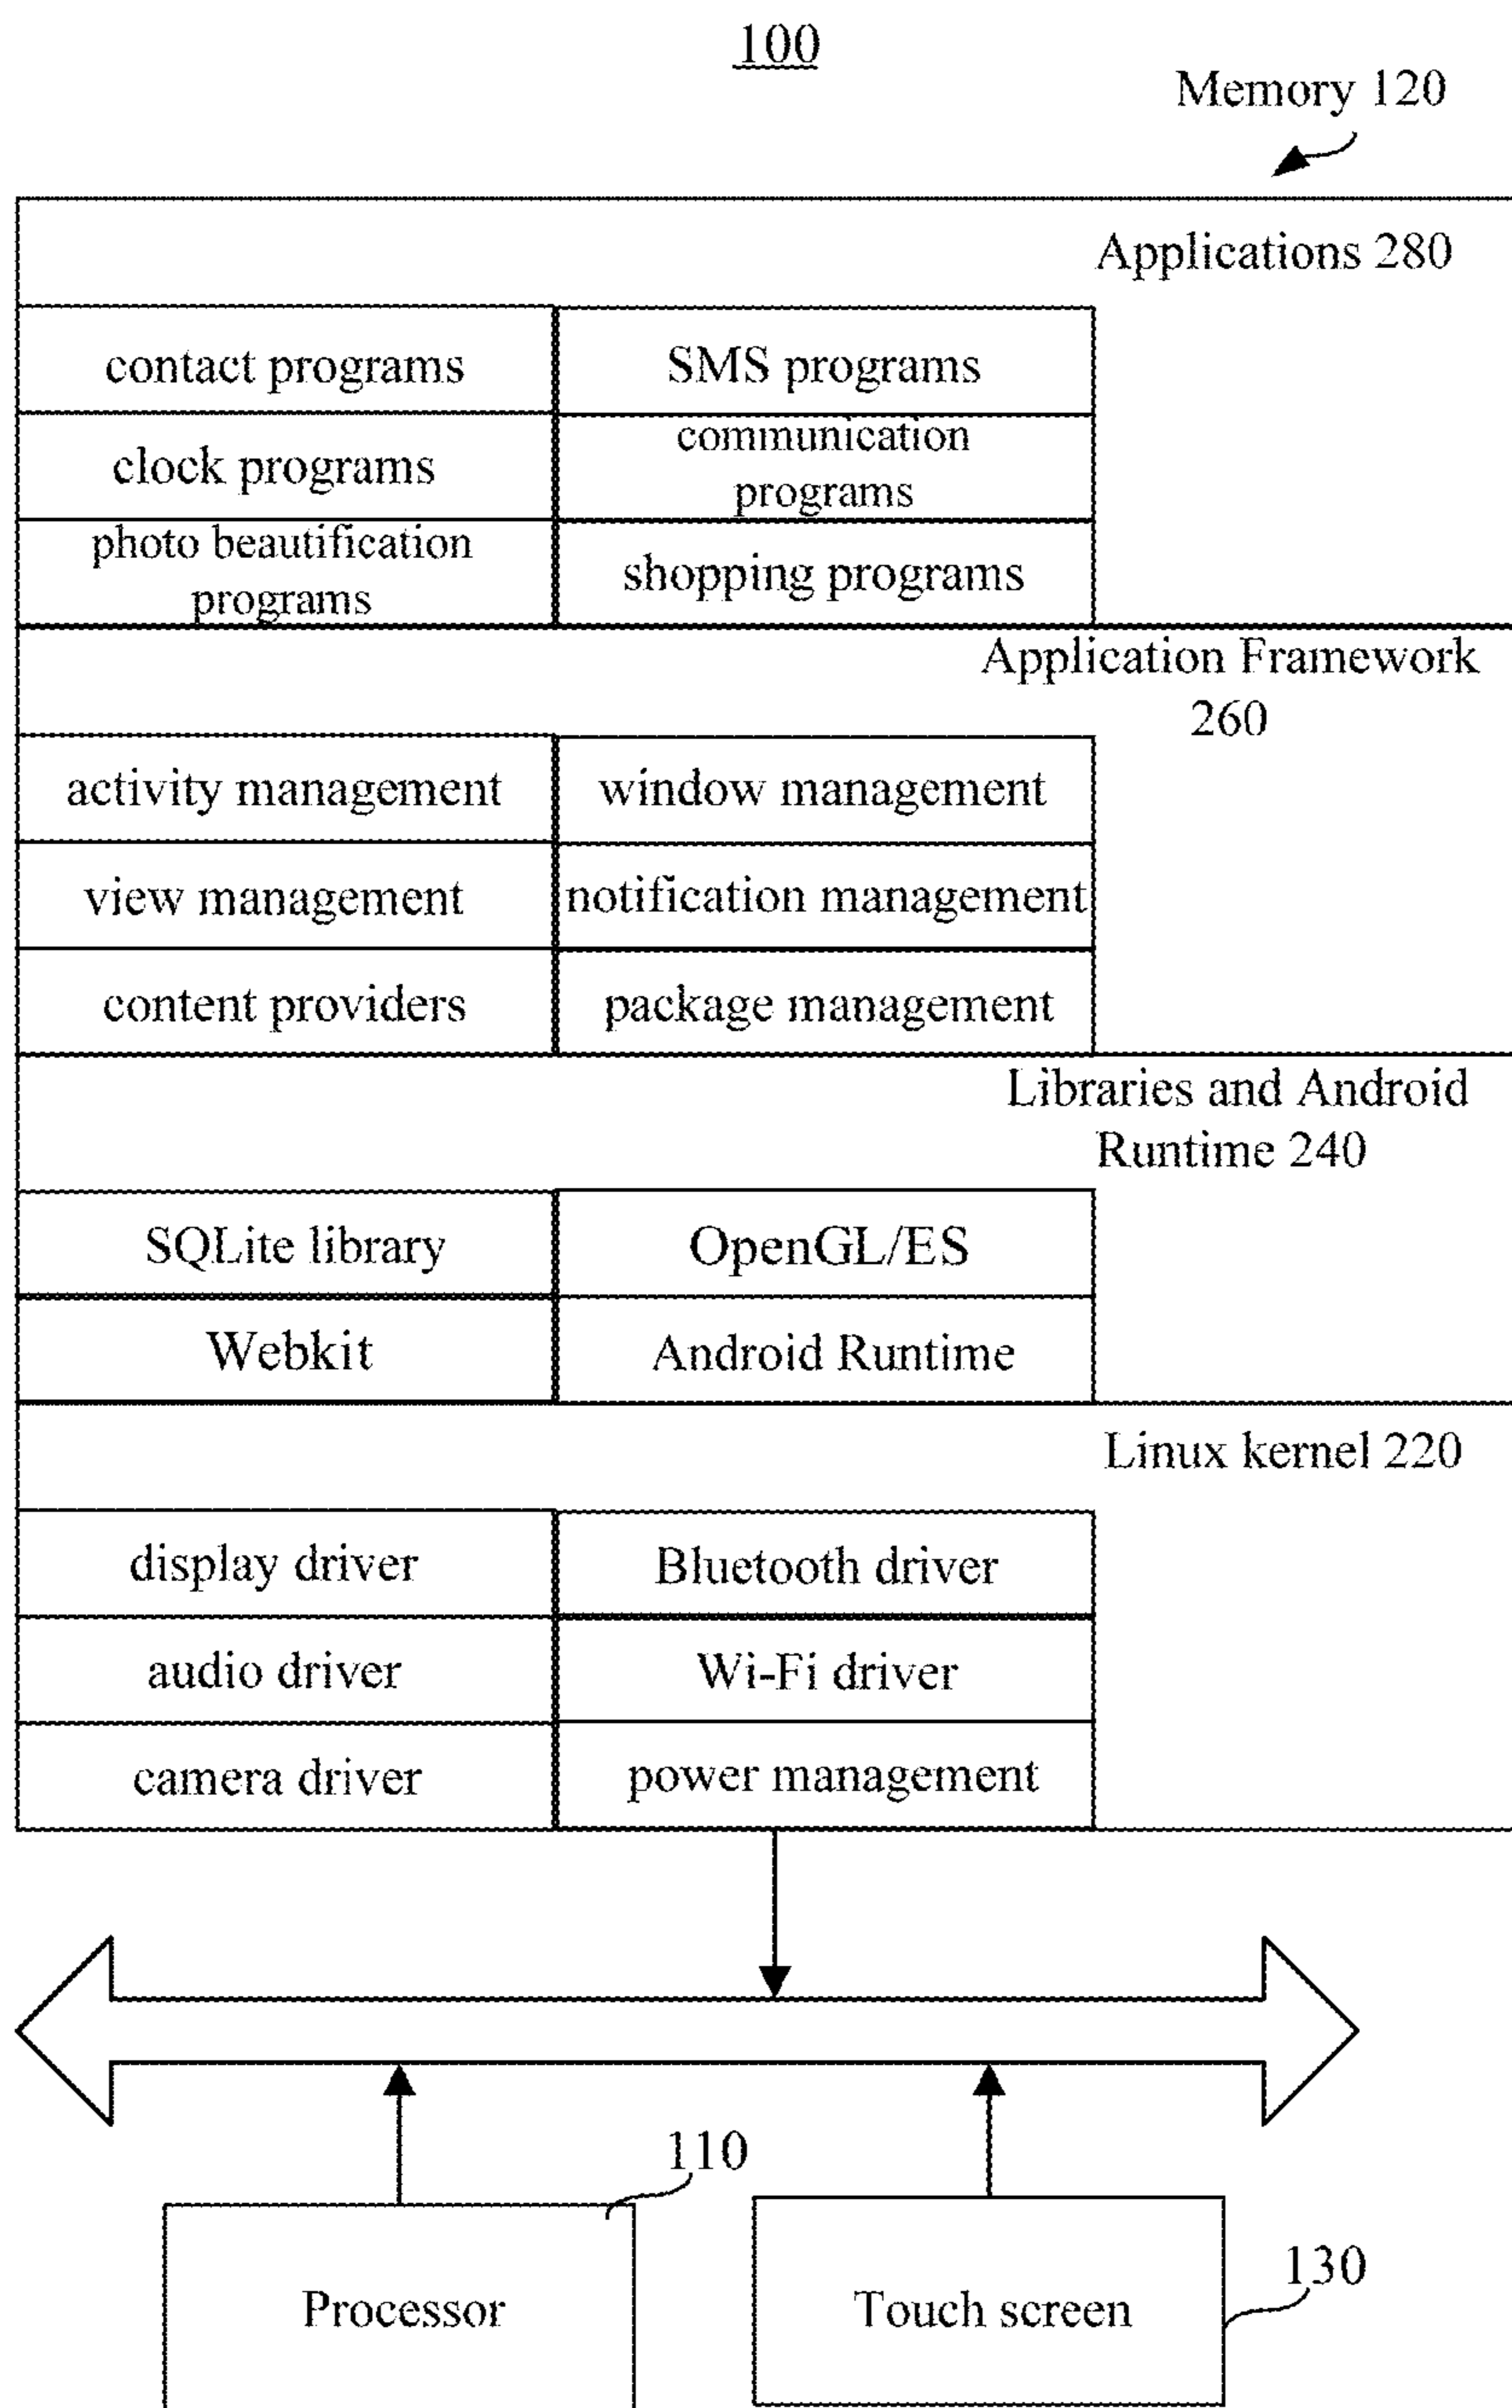 100
Memory 120
Applications 280
contact programs
SMS programs
clock programs
communication
programs
photo beautification
programs
shopping programs
Application Framework
260
activity management
window management
view management
notification management
content providers
package management
Libraries and Android
Runtime 240
SQLite library
OpenGL/ES
Webkit
Android Runtime
Linux kernel 220
display driver
Bluetooth driver
audio driver
Wi-Fi driver
camera driver
power management
110
130
Processor
Touch screen